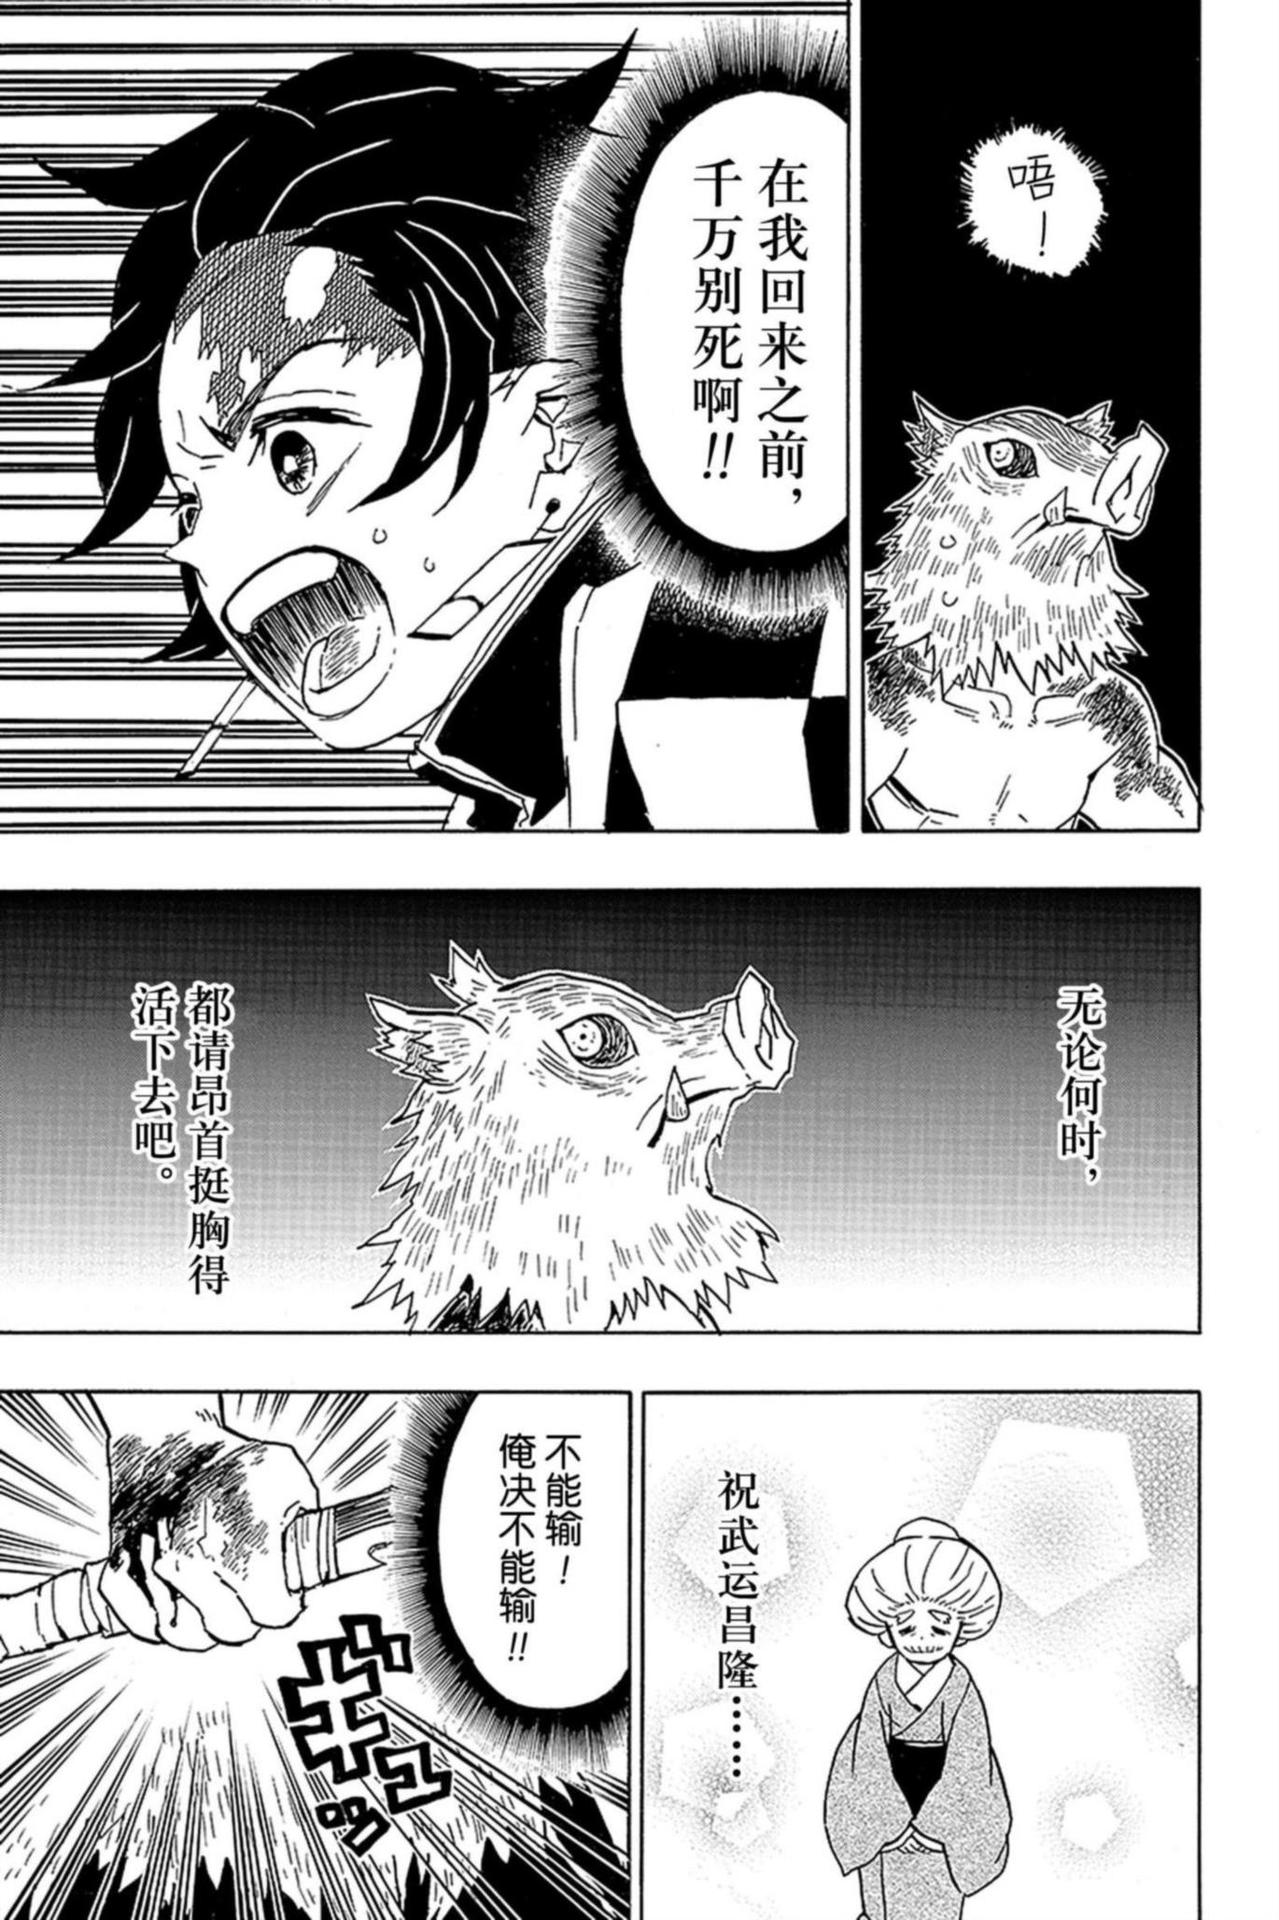 唔！
在我回来之前，
千万别死啊!!
无论何时，
都请昂首挺胸得
活下去吧。
祝武运昌隆……
不能输！
俺决不能输!!